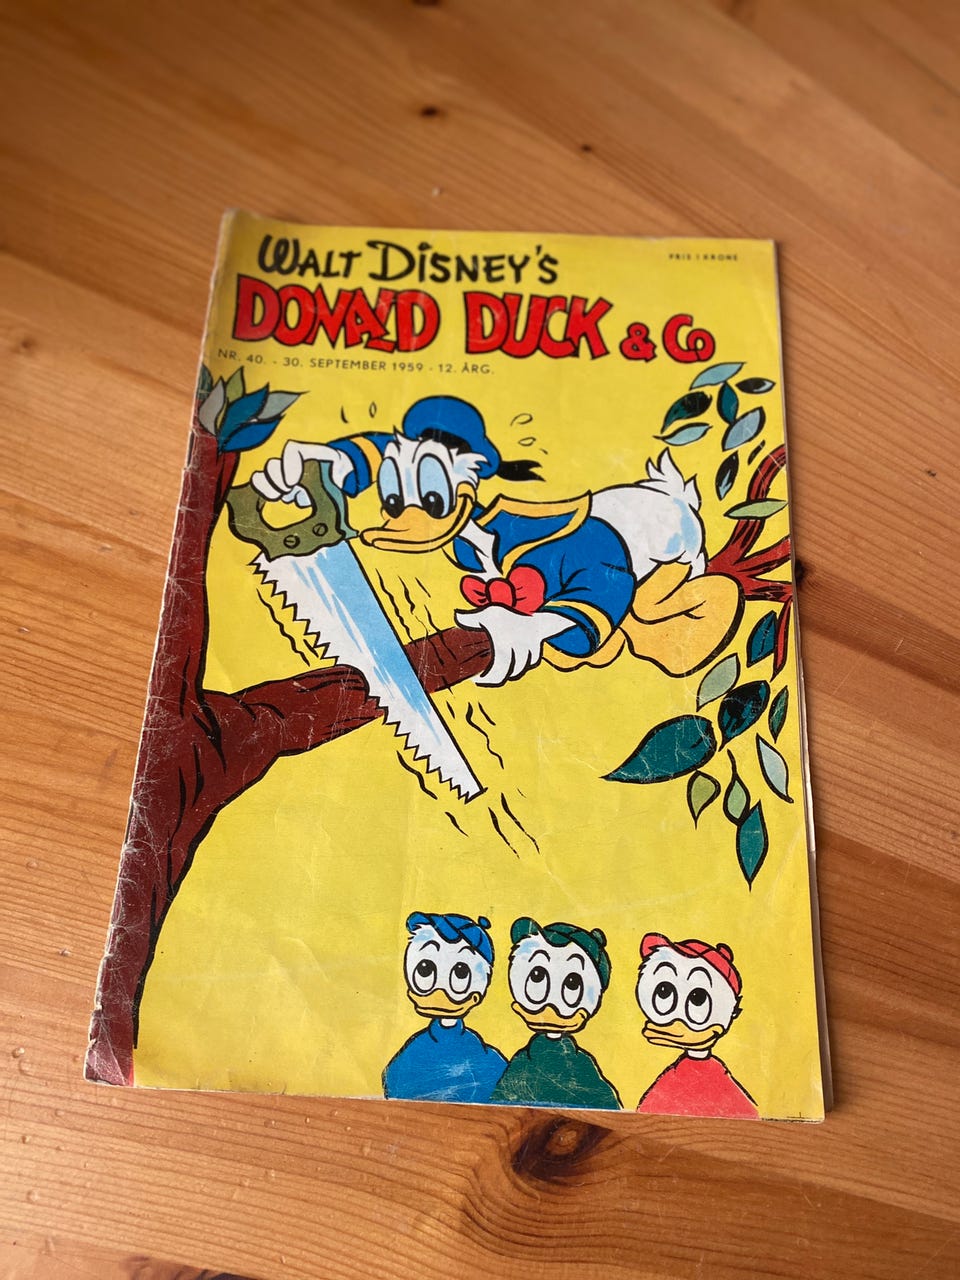 WALT DISNEY'S
PRIS 1 KRONE
DONALD DUCK & Co
NR. 40. - 30. SEPTEMBER 1959 - 12. ÅRG.